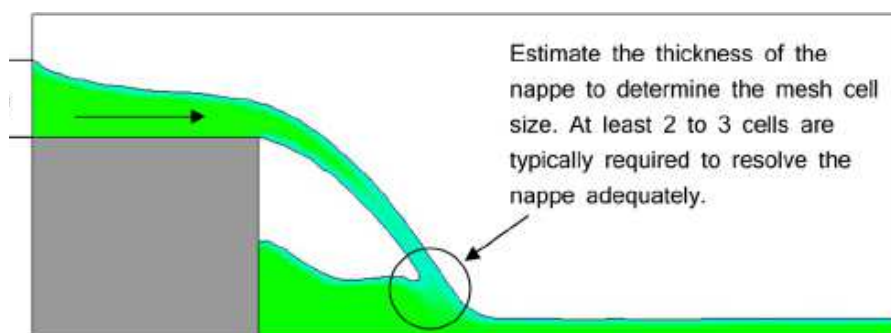 Estimate the thickness of the
nappe to determine the mesh cell
size. At least 2 to 3 cells are
typically required to resolve the
nappe adequately.